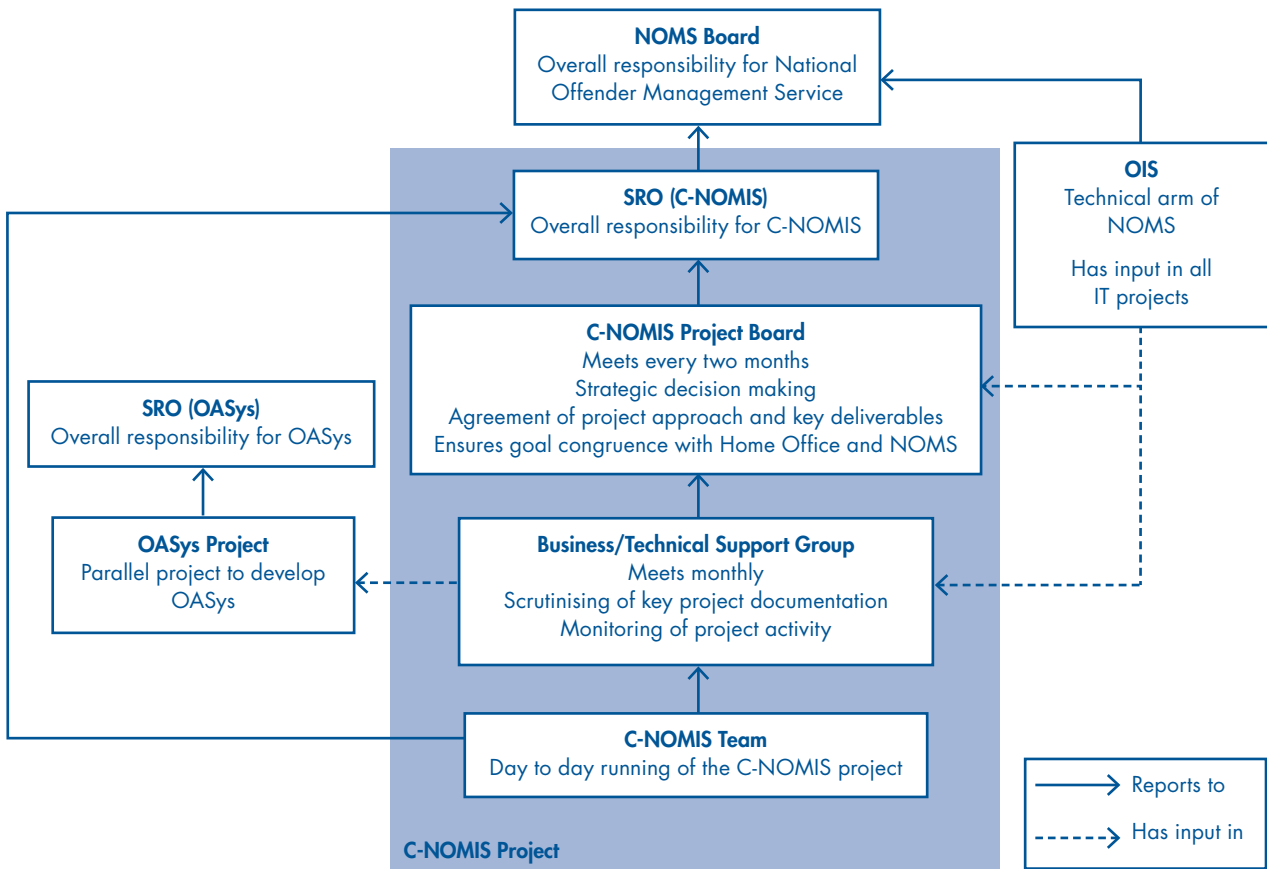 NOMS Board
Overall responsibility for National
Offender Management Service
OIS
Technical arm of
NOMS
Has input in all
IT projects
SRO (C-NOMIS)
Overall responsibility for C-NOMIS
C-NOMIS Project Board
Meets every two months
Strategic decision making
Agreement of project approach and key deliverables
Ensures goal congruence with Home Office and NOMS
SRO (OASys)
Overall responsibility for OASys
OASys Project
Parallel project to develop
OASys
Business/Technical Support Group
Meets monthly
Scrutinising of key project documentation
Monitoring of project activity
C-NOMIS Team
Day to day running of the C-NOMIS project
C-NOMIS Project
Reports to
Has input in